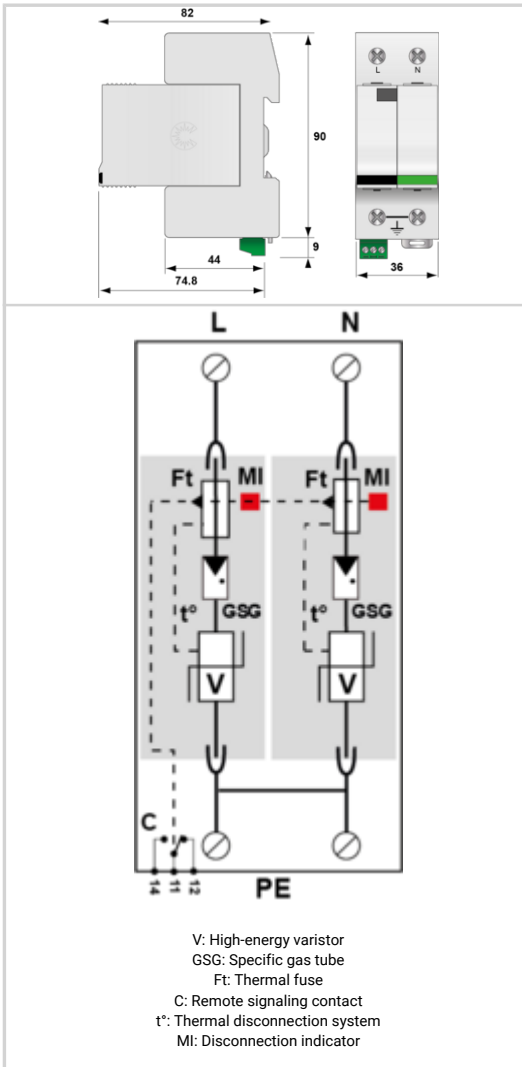 82
L N
90
9
44
36
74.8
L N
Ft MI Ft MI
t° GSG t° GSG
V V
C
14 11 12
PE
V: High-energy varistor
GSG: Specific gas tube
Ft: Thermal fuse
C: Remote signaling contact
t°: Thermal disconnection system
MI: Disconnection indicator